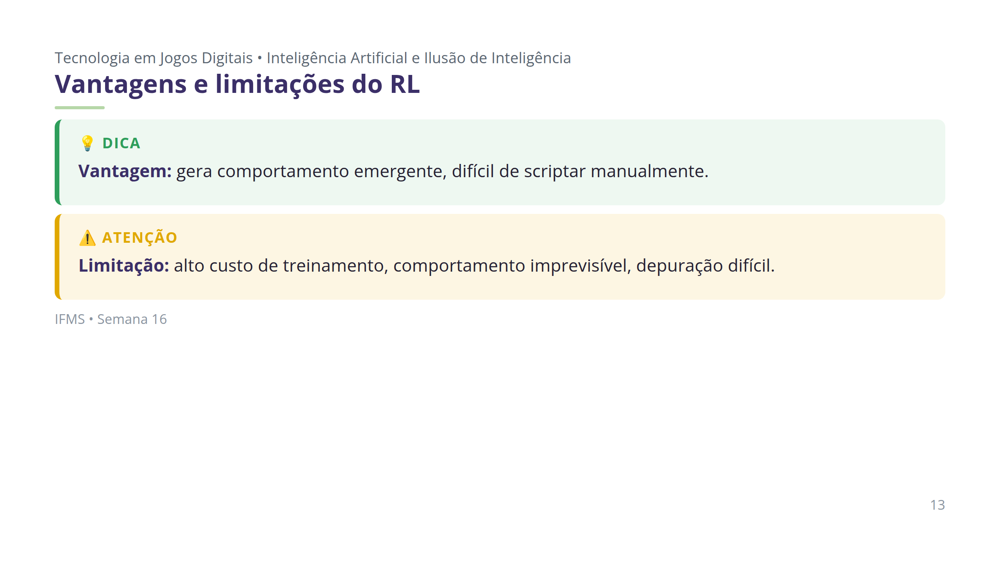 Tecnologia em Jogos Digitais • Inteligência Artificial e Ilusão de Inteligência
Vantagens e limitações do RL
💡 DICA
Vantagem: gera comportamento emergente, difícil de scriptar manualmente.
⚠️ ATENÇÃO
Limitação: alto custo de treinamento, comportamento imprevisível, depuração difícil.
IFMS • Semana 16
13